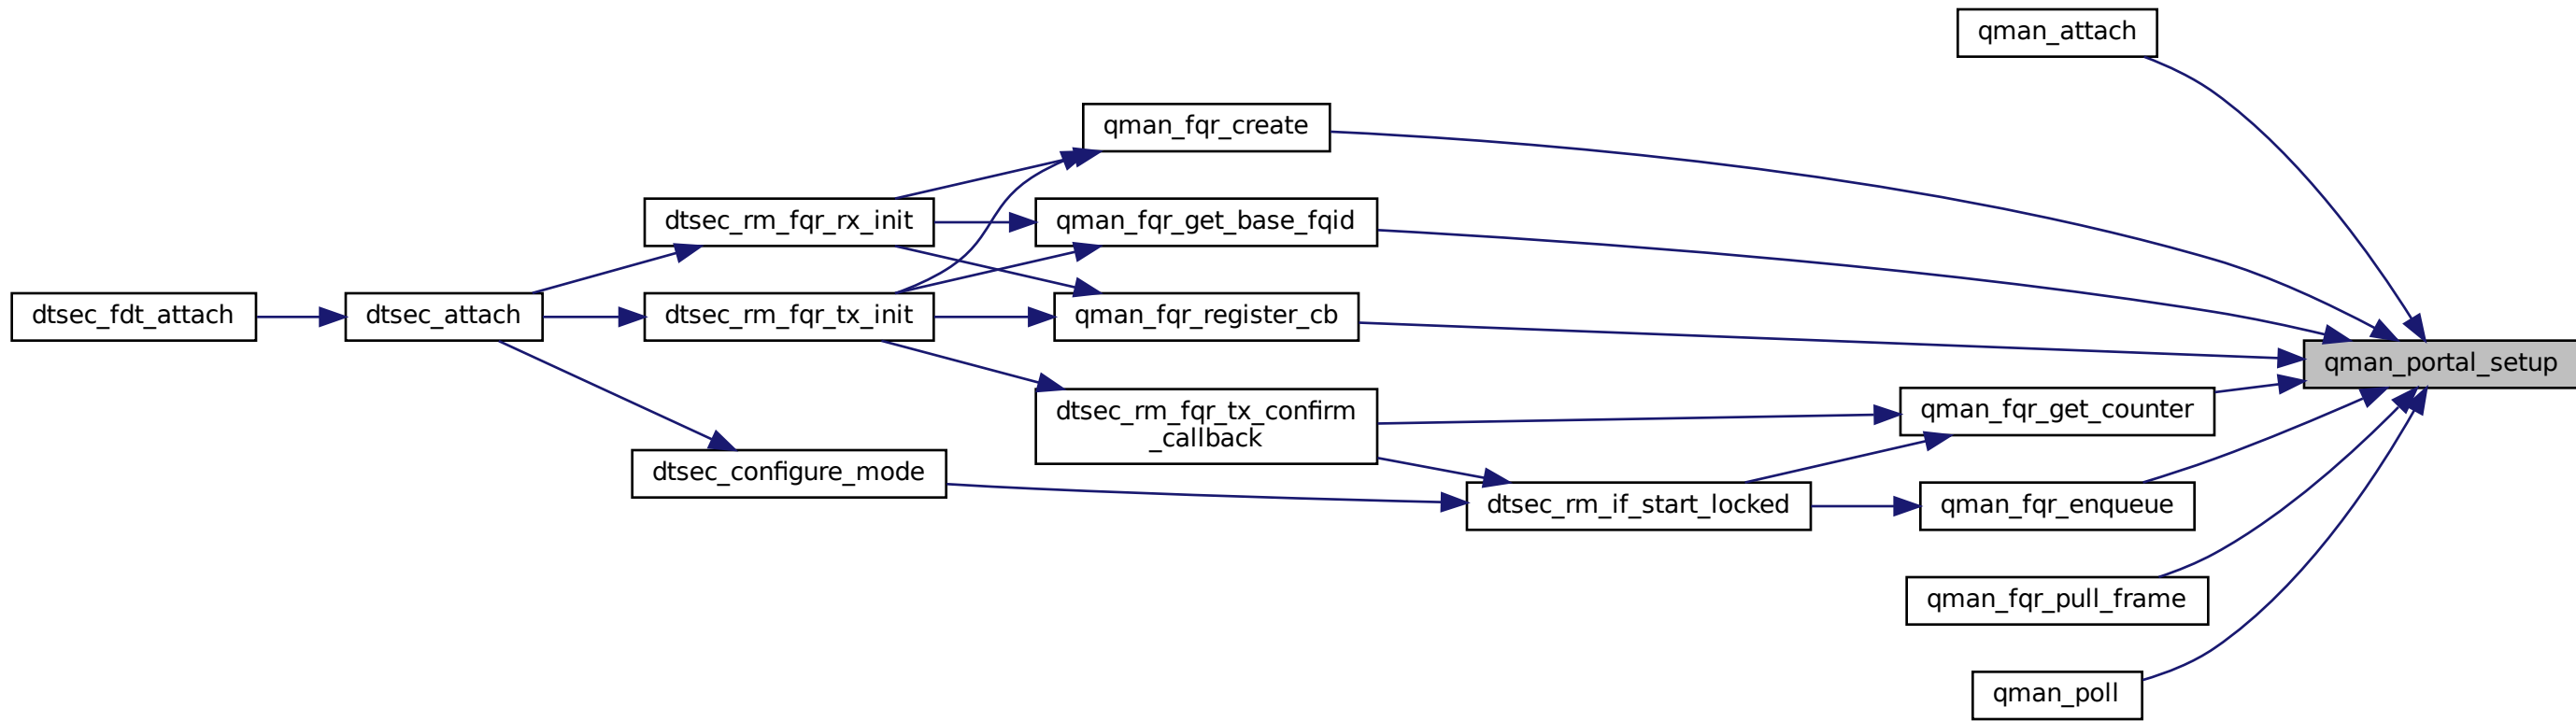 qman_attach
qman_fqr_create
dtsec_rm_fqr_rx_init
qman_fqr_get_base_fqid
dtsec_fdt_attach
dtsec_attach
dtsec_rm_fqr_tx_init
qman_fqr_register_cb
qman_portal_setup
dtsec_rm_fqr_tx_confirm
_callback
qman_fqr_get_counter
dtsec_configure_mode
dtsec_rm_if_start_locked
qman_fqr_enqueue
qman_fqr_pull_frame
qman_poll